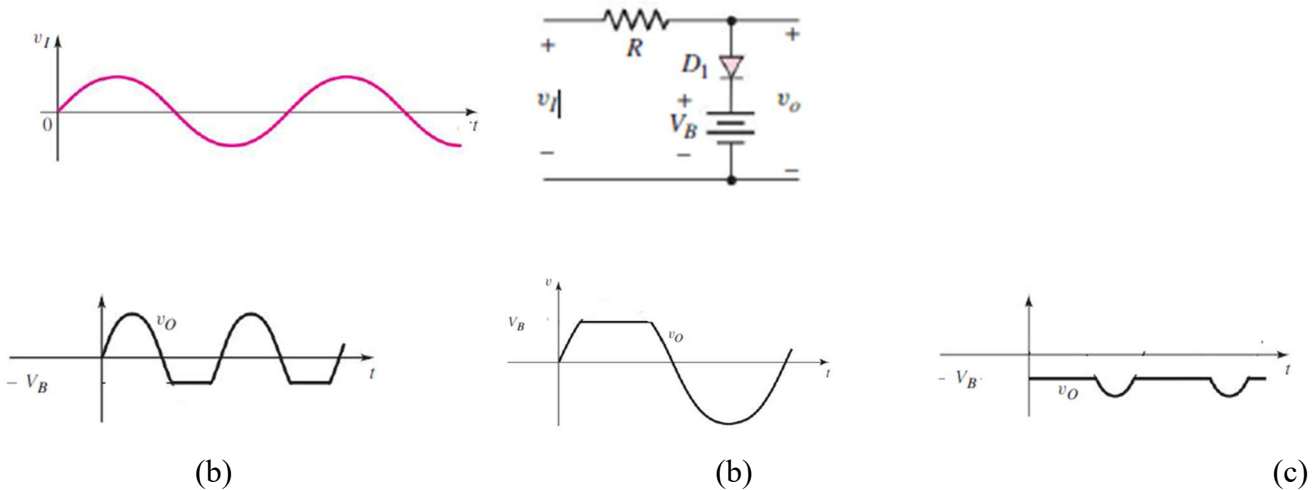 v_I
0
t
R
+
+
D_1
v_I
+
v_o
V_B
−
−
−
v_O
t
− V_B
v
V_B
v_O
t
− V_B
v_O
t
(b)
(b)
(c)